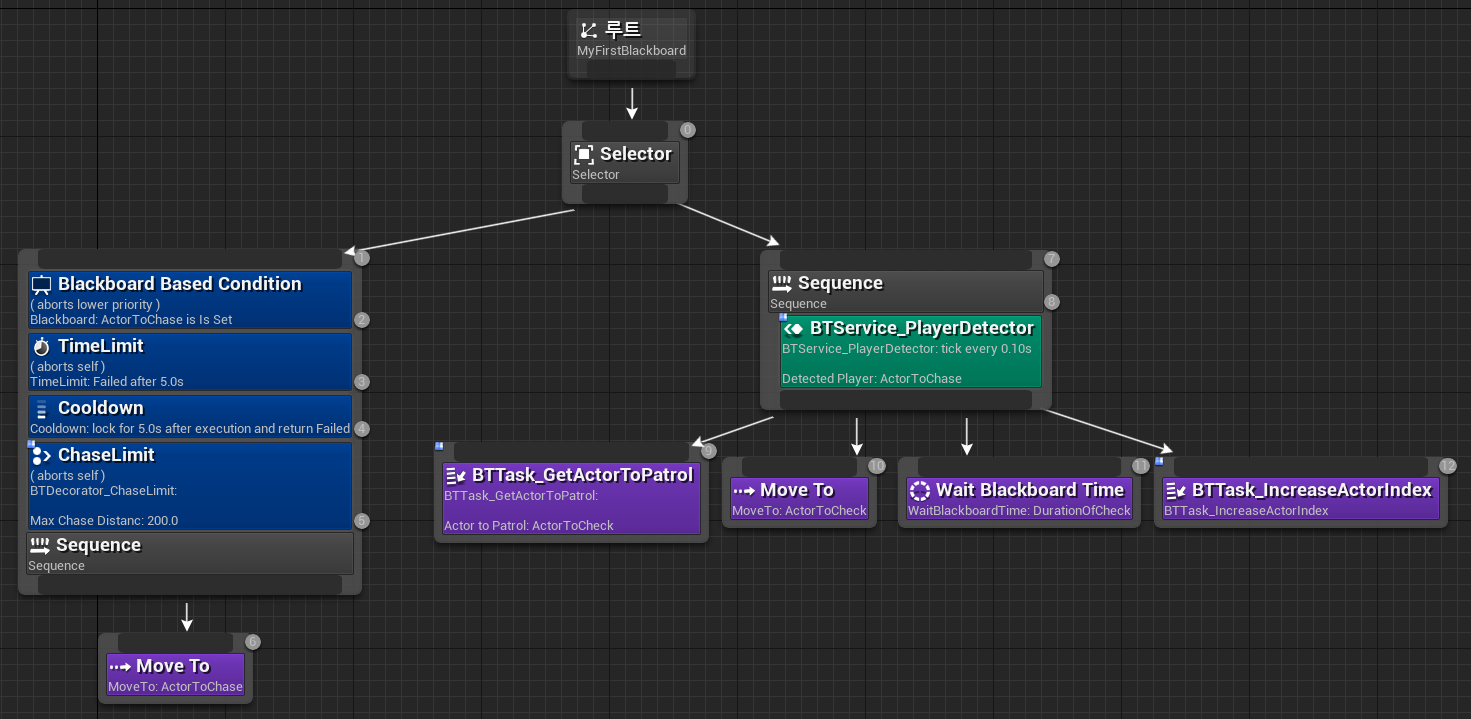 루트
MyFirstBlackboard
0
Selector
Selector
1
Blackboard Based Condition
( aborts lower priority )
Blackboard: ActorToChase is Is Set
2
TimeLimit
( aborts self )
TimeLimit: Failed after 5.0s
3
Cooldown
Cooldown: lock for 5.0s after execution and return Failed
4
ChaseLimit
( aborts self )
BTDecorator_ChaseLimit:
Max Chase Distanc: 200.0
5
Sequence
Sequence
6
Move To
MoveTo: ActorToChase
7
Sequence
Sequence
8
BTService_PlayerDetector
BTService_PlayerDetector: tick every 0.10s
Detected Player: ActorToChase
9
BTTask_GetActorToPatrol
BTTask_GetActorToPatrol:
Actor to Patrol: ActorToCheck
10
Move To
MoveTo: ActorToCheck
11
Wait Blackboard Time
WaitBlackboardTime: DurationOfCheck
12
BTTask_IncreaseActorIndex
BTTask_IncreaseActorIndex